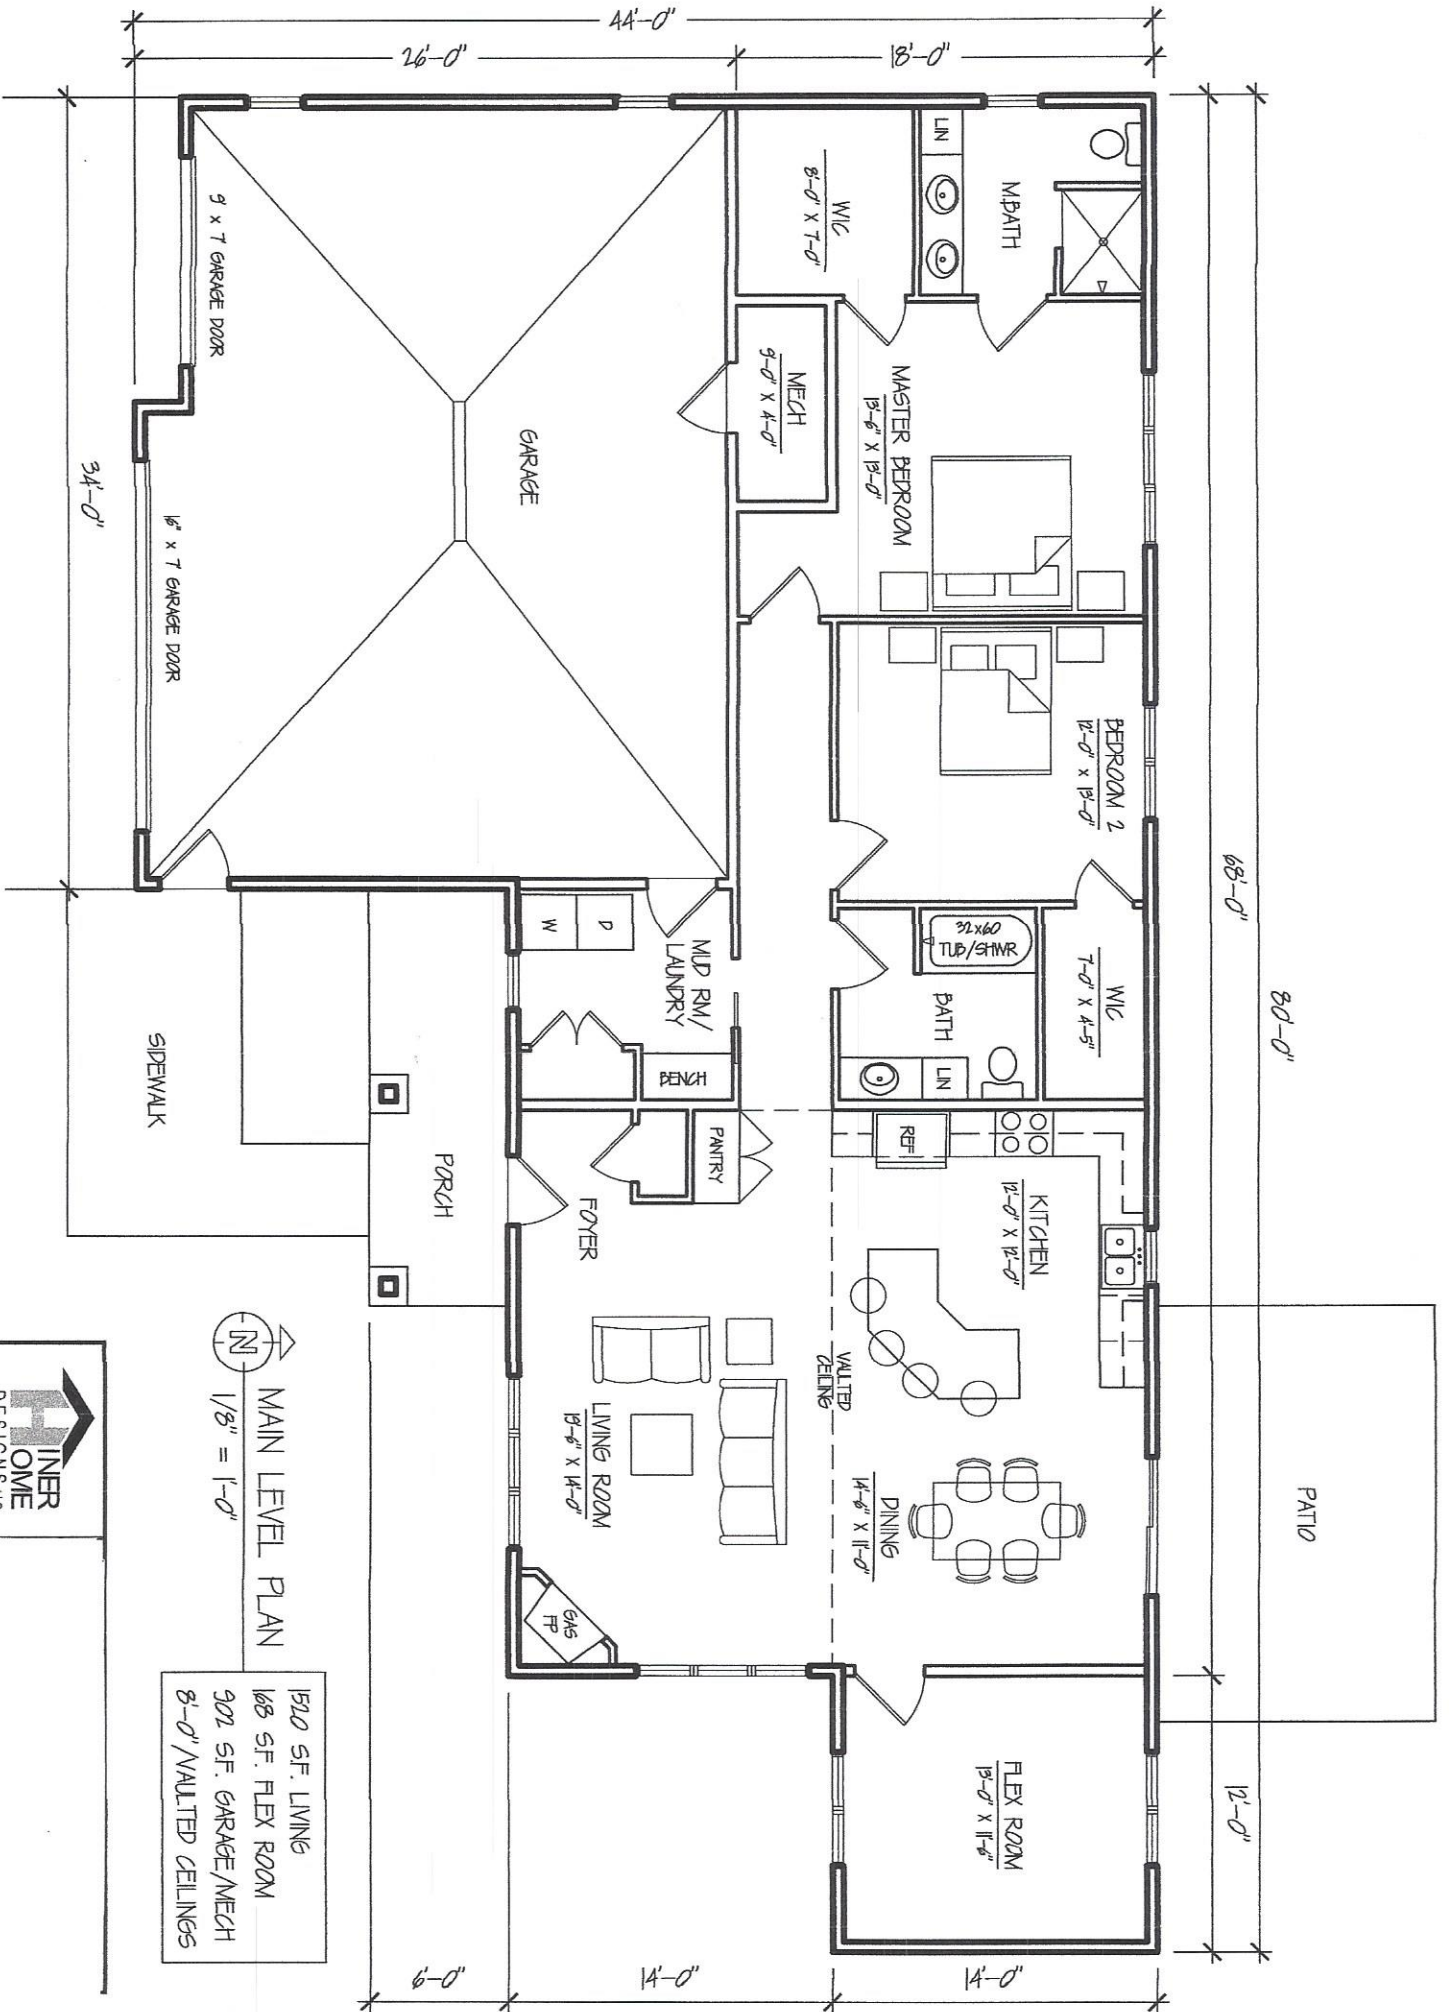 44'-0"
26'-0"
18'-0"
68'-0"
80'-0"
12'-0"
34'-0"
6'-0"
14'-0"
14'-0"
LIN
M.BATH
WIC
8'-0" X 7'-0"
MECH
9'-0" X 4'-0"
MASTER BEDROOM
13'-6" X 13'-0"
BEDROOM 2
12'-0" X 13'-0"
WIC
7'-0" X 4'-5"
32x60
TUB/SHWR
BATH
LIN
GARAGE
9' x 7' GARAGE DOOR
16' x 7' GARAGE DOOR
MUD RM/
LAUNDRY
W
D
BENCH
PANTRY
REF
KITCHEN
12'-0" X 12'-0"
FOYER
VAULTED
CEILING
LIVING ROOM
19'-6" X 14'-0"
DINING
14'-6" X 11'-0"
GAS
FP
FLEX ROOM
13'-0" X 11'-6"
PATIO
PORCH
SIDEWALK
N
MAIN LEVEL PLAN
1/8" = 1'-0"
1520 S.F. LIVING
168 S.F. FLEX ROOM
902 S.F. GARAGE/MECH
8'-0"/VAULTED CEILINGS
INER
HOME